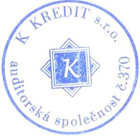 K KREDIT s.r.o.
K
auditorská společnost č.370